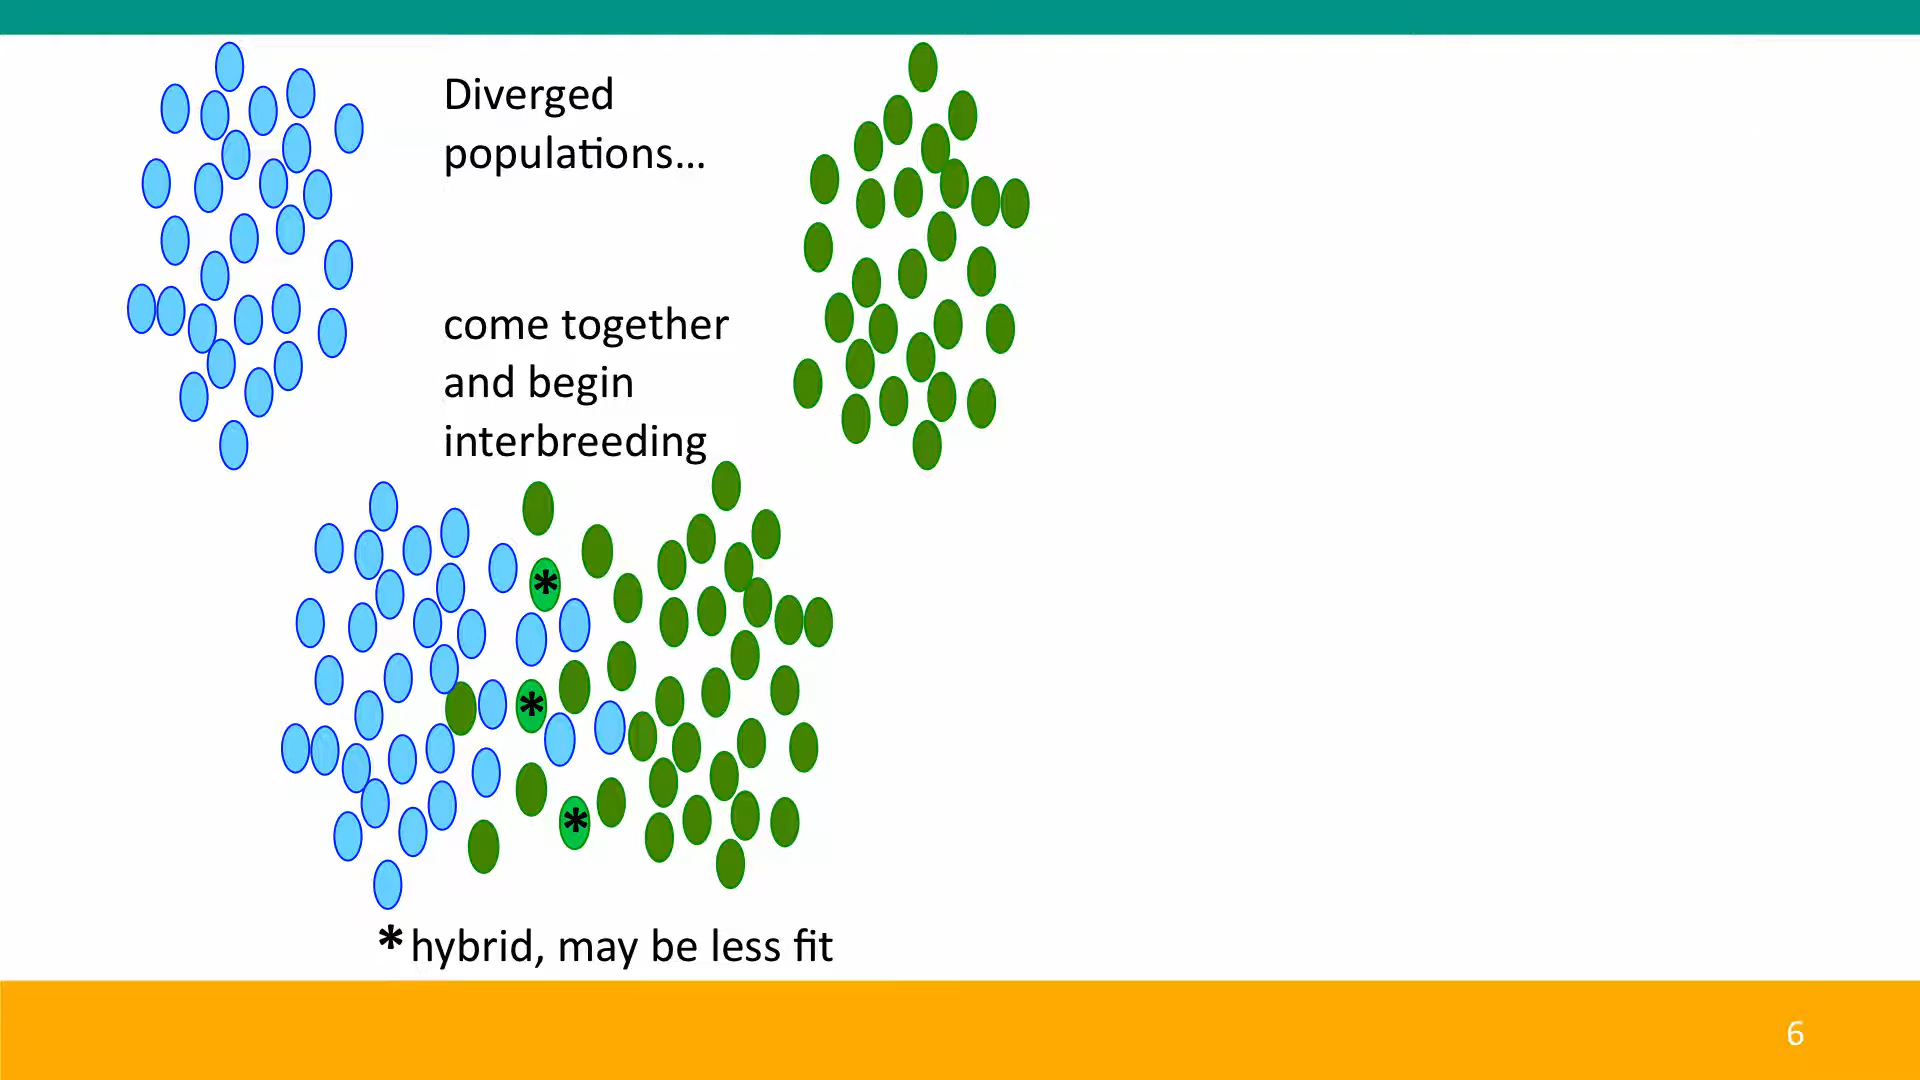 Diverged
populations…
come together
and begin
interbreeding
*
*
*
*hybrid, may be less fit
6